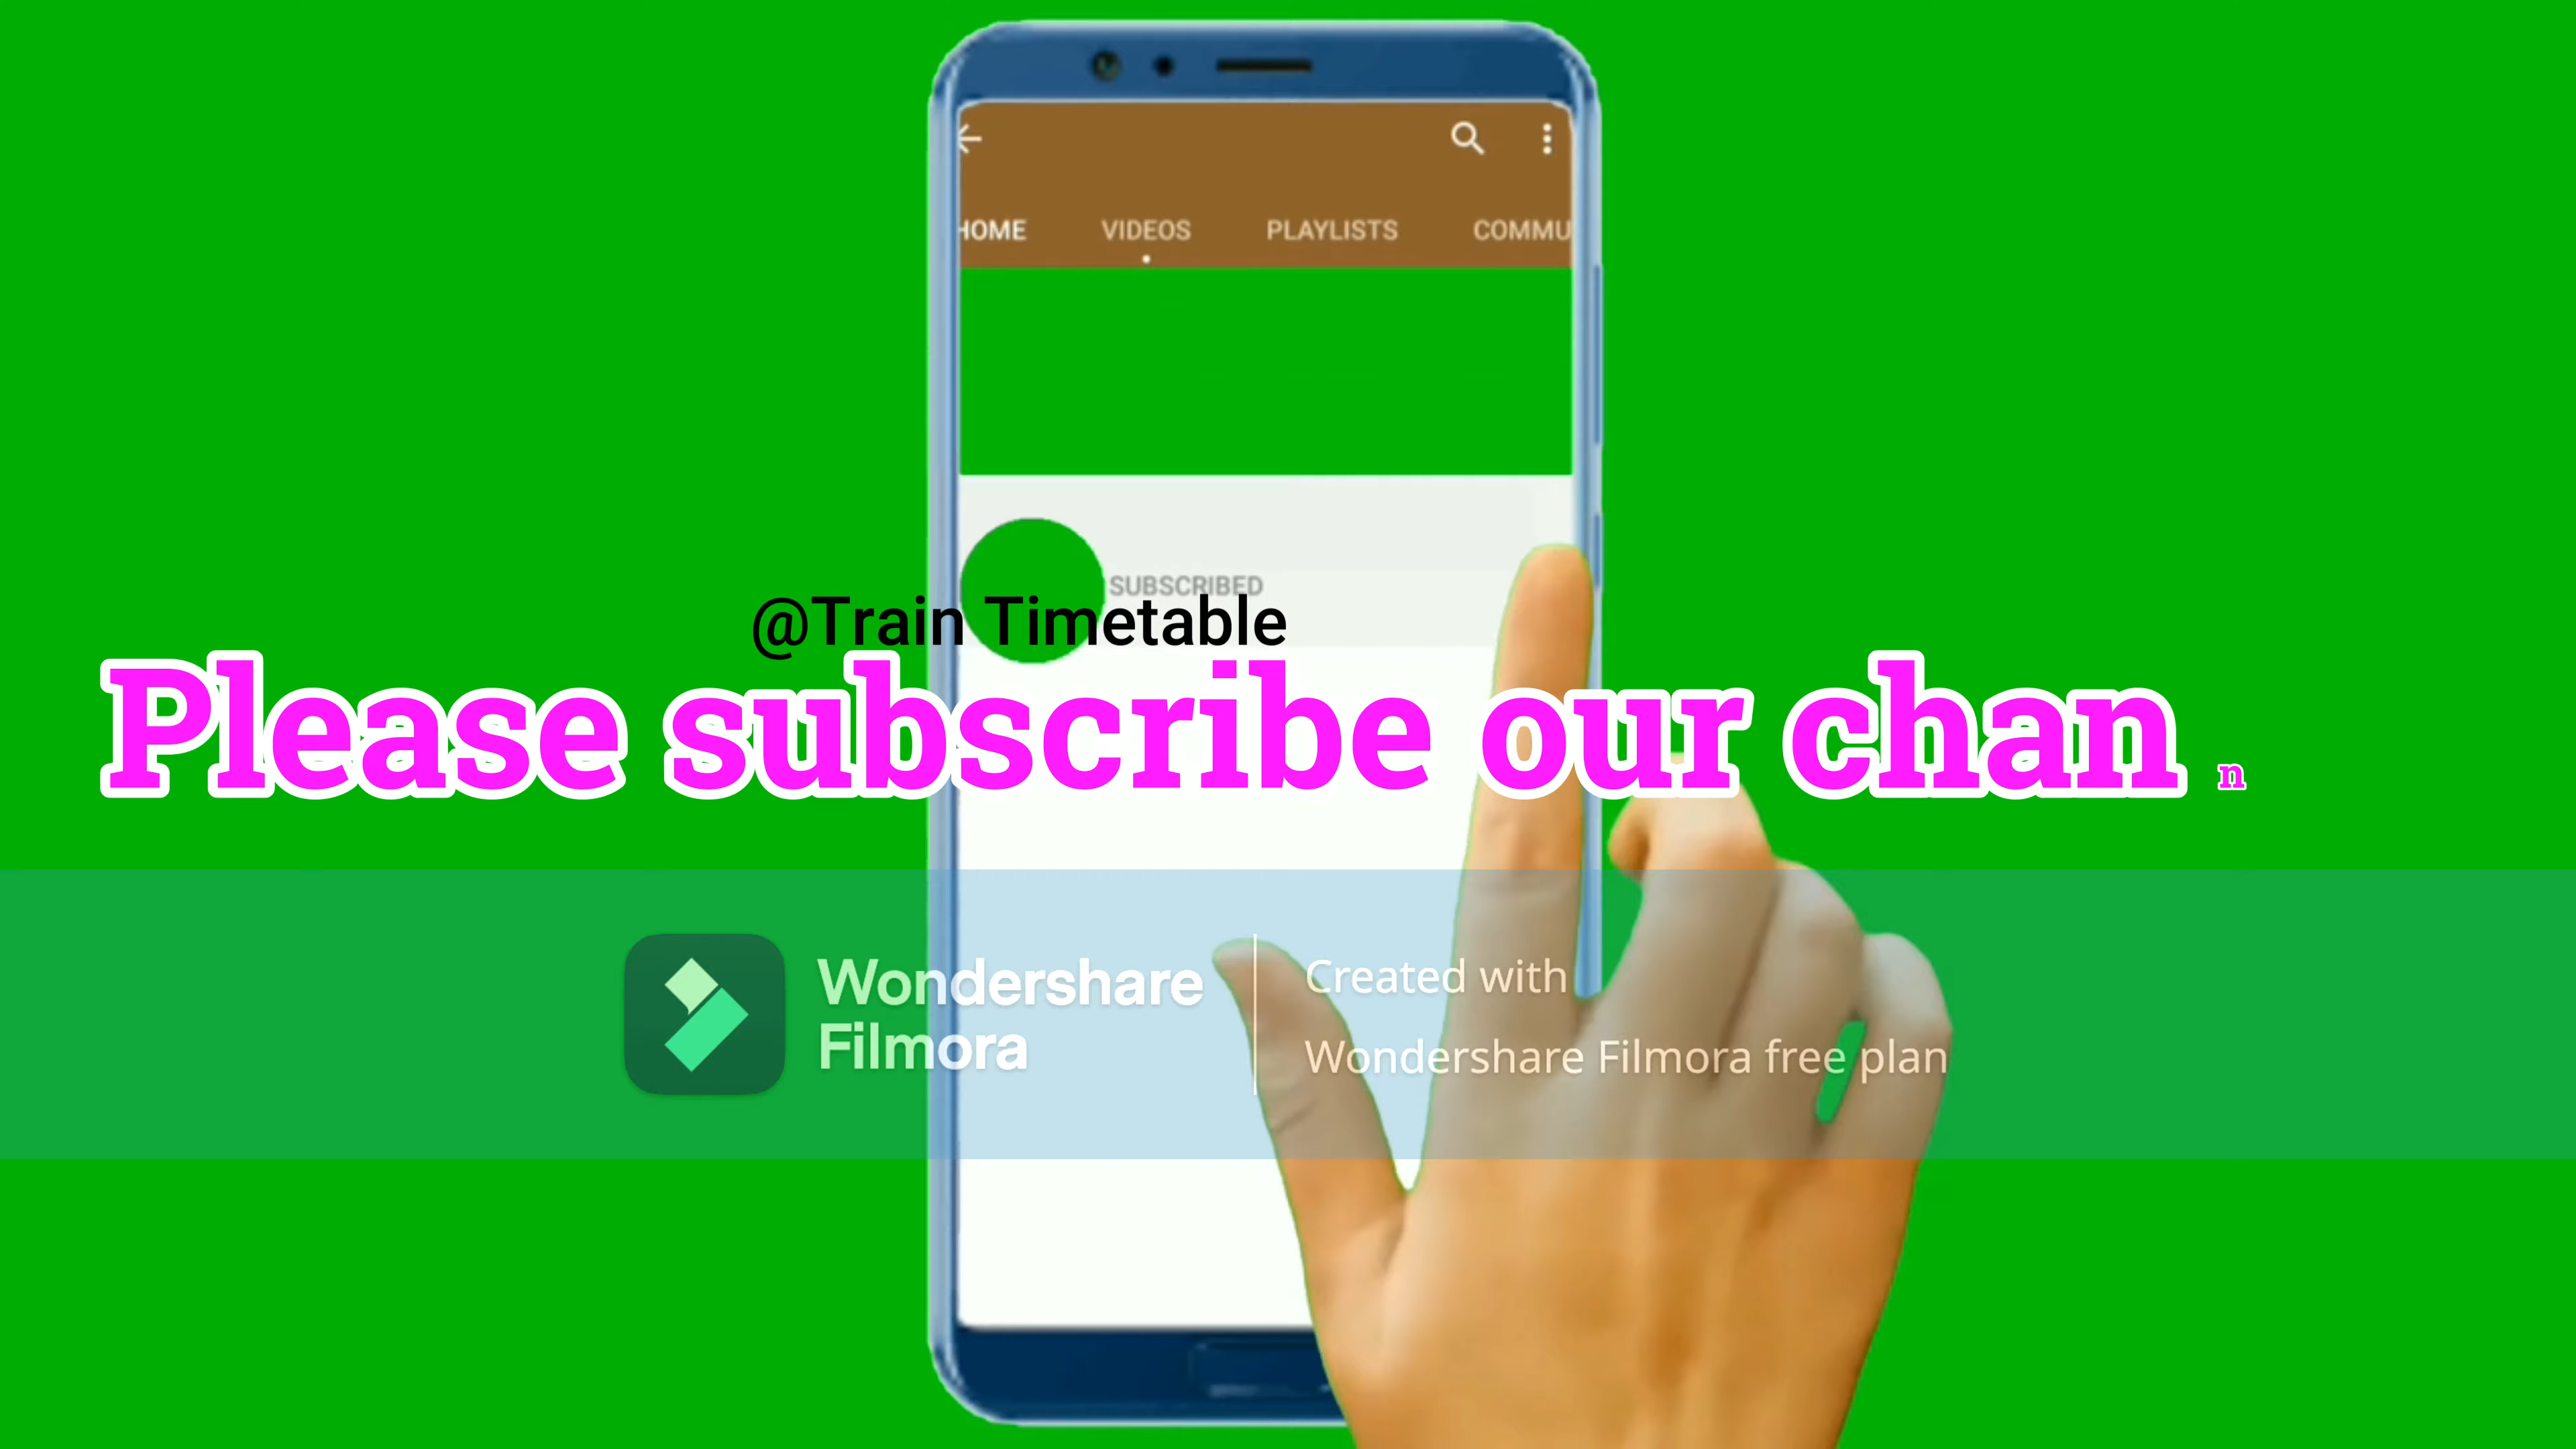 HOME VIDEOS PLAYLISTS COMMU
SUBSCRIBED
@Train Timetable
Please subscribe our chan n
Wondershare
Filmora
Created with
Wondershare Filmora free plan